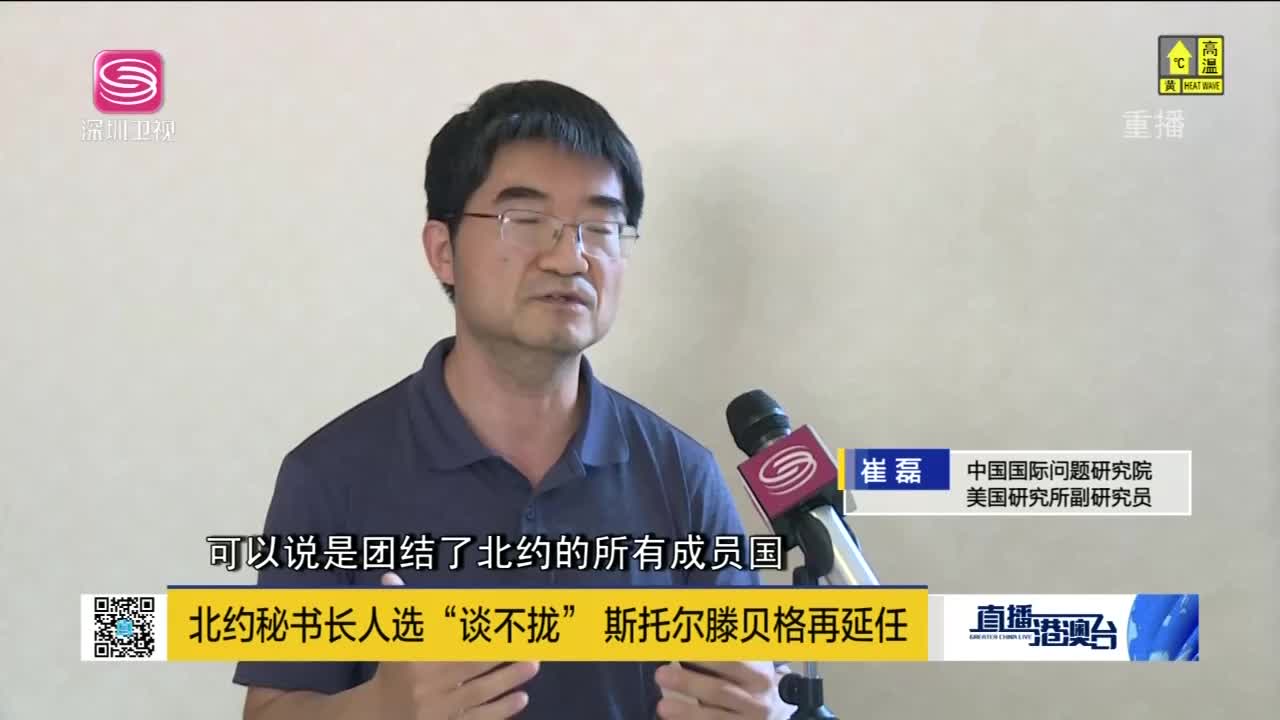 深圳卫视
高温
℃
黄 HEAT WAVE
重播
崔磊
中国国际问题研究院
美国研究所副研究员
可以说是团结了北约的所有成员国
北约秘书长人选“谈不拢” 斯托尔滕贝格再延任
直播港澳台
GREATER CHINA LIVE